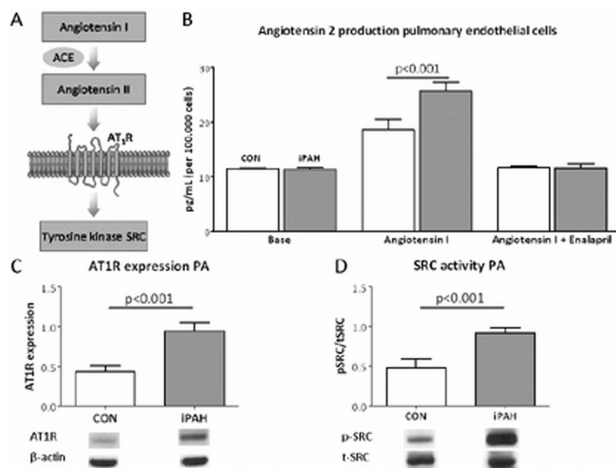 A
Angiotensin I
ACE
Angiotensin II
AT1R
Tyrosine kinase SRC
B
Angiotensin 2 production pulmonary endothelial cells
pg/mL (per 100.000 cells)
30
20
10
0
p<0.001
CON
iPAH
Base
Angiotensin I
Angiotensin I + Enalapril
C
AT1R expression PA
AT1R expression
1.5
1.0
0.5
0.0
p<0.001
CON
iPAH
AT1R
β-actin
D
SRC activity PA
pSRC/tSRC
1.5
1.0
0.5
0.0
p<0.001
CON
iPAH
p-SRC
t-SRC